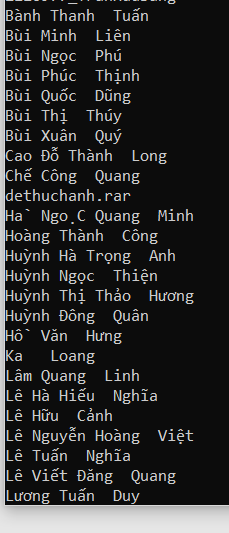 Bành Thanh  Tuấn
Bùi Minh  Liên
Bùi Ngọc  Phú
Bùi Phúc  Thịnh
Bùi Quốc  Dũng
Bùi Thị  Thúy
Bùi Xuân  Quý
Cao Đỗ Thành  Long
Chế Công  Quang
dethuchanh.rar
Hà Ngọ.C Quang  Minh
Hoàng Thành  Công
Huỳnh Hà Trọng  Anh
Huỳnh Ngọc  Thiện
Huỳnh Thị Thảo  Hương
Huỳnh Đông  Quân
Hồ Văn  Hưng
Ka   Loang
Lâm Quang  Linh
Lê Hà Hiếu  Nghĩa
Lê Hữu  Cảnh
Lê Nguyễn Hoàng  Việt
Lê Tuấn  Nghĩa
Lê Viết Đăng  Quang
Lương Tuấn  Duy